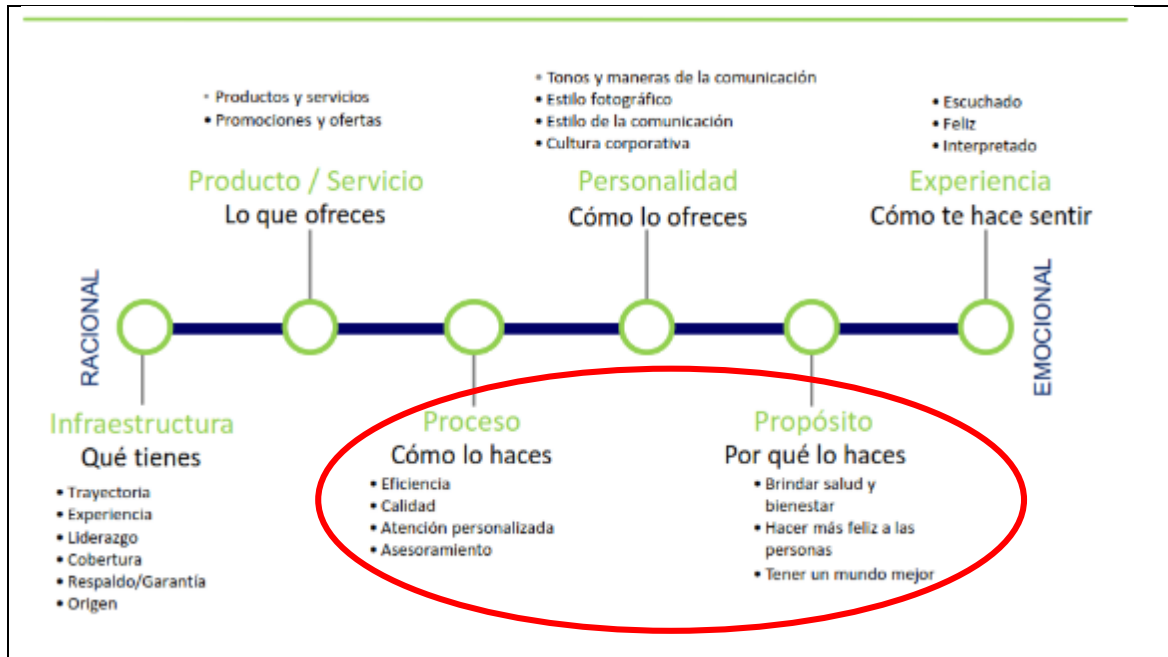 • Productos y servicios
• Promociones y ofertas
Producto / Servicio
Lo que ofreces
• Tonos y maneras de la comunicación
• Estilo fotográfico
• Estilo de la comunicación
• Cultura corporativa
Personalidad
Cómo lo ofreces
• Escuchado
• Feliz
• Interpretado
Experiencia
Cómo te hace sentir
RACIONAL
EMOCIONAL
Infraestructura
Qué tienes
• Trayectoria
• Experiencia
• Liderazgo
• Cobertura
• Respaldo/Garantía
• Origen
Proceso
Cómo lo haces
• Eficiencia
• Calidad
• Atención personalizada
• Asesoramiento
Propósito
Por qué lo haces
• Brindar salud y
bienestar
• Hacer más feliz a las
personas
• Tener un mundo mejor